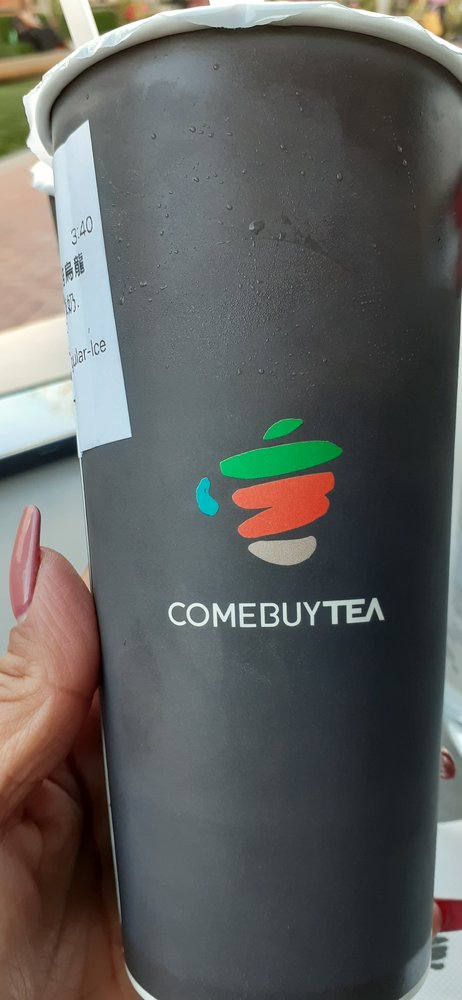 3:40
烏龍
奶.
ular-Ice
COMEBUYTEA